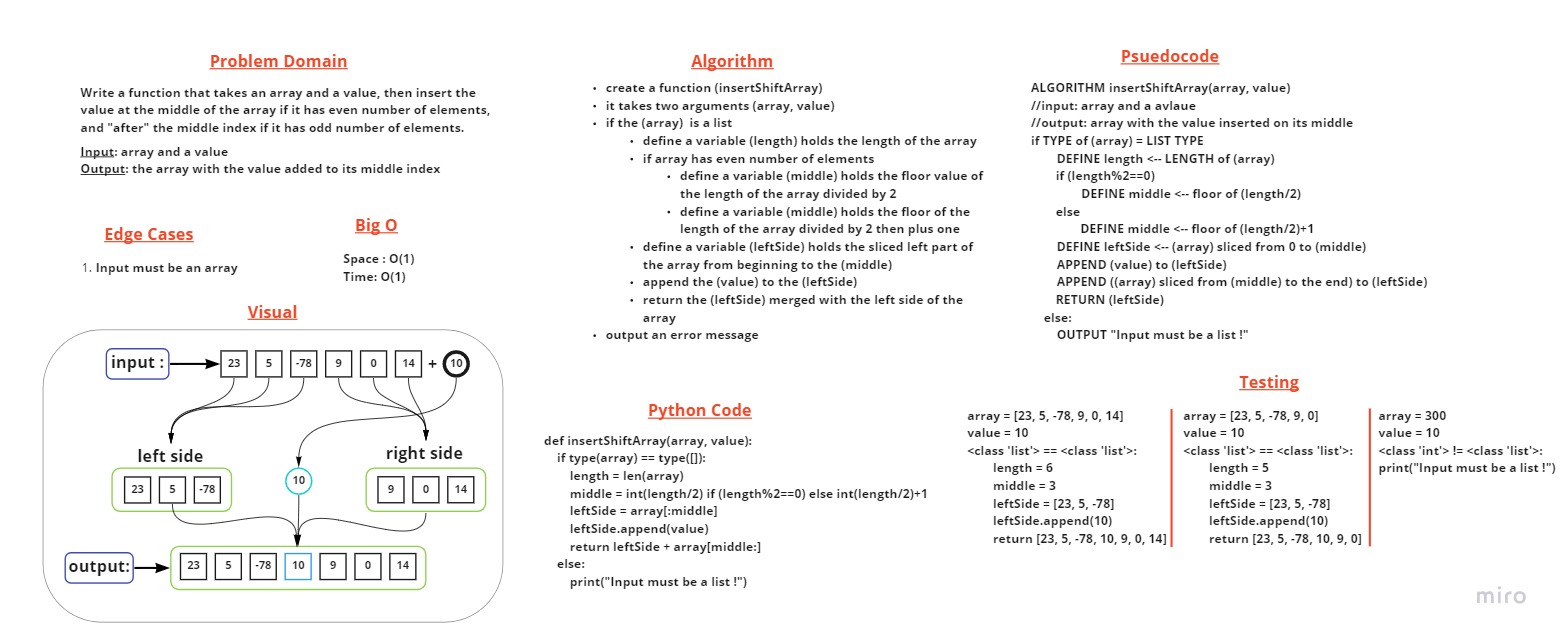 Problem Domain
Write a function that takes an array and a value, then insert the
value at the middle of the array if it has even number of elements,
and "after" the middle index if it has odd number of elements.
Input: array and a value
Output: the array with the value added to its middle index
Edge Cases
1. Input must be an array
Big O
Space : O(1)
Time: O(1)
Visual
input :
23 5 -78 9 0 14 + 10
left side
right side
23 5 -78
10
9 0 14
output:
23 5 -78 10 9 0 14
Algorithm
• create a function (insertShiftArray)
• it takes two arguments (array, value)
• if the (array) is a list
• define a variable (length) holds the length of the array
• if array has even number of elements
• define a variable (middle) holds the floor value of
the length of the array divided by 2
• define a variable (middle) holds the floor of the
length of the array divided by 2 then plus one
• define a variable (leftSide) holds the sliced left part of
the array from beginning to the (middle)
• append the (value) to the (leftSide)
• return the (leftSide) merged with the left side of the
array
• output an error message
Psuedocode
ALGORITHM insertShiftArray(array, value)
//input: array and a avlaue
//output: array with the value inserted on its middle
if TYPE of (array) = LIST TYPE
DEFINE length <-- LENGTH of (array)
if (length%2==0)
DEFINE middle <-- floor of (length/2)
else
DEFINE middle <-- floor of (length/2)+1
DEFINE leftSide <-- (array) sliced from 0 to (middle)
APPEND (value) to (leftSide)
APPEND ((array) sliced from (middle) to the end) to (leftSide)
RETURN (leftSide)
else:
OUTPUT "Input must be a list !"
Python Code
def insertShiftArray(array, value):
if type(array) == type([]):
length = len(array)
middle = int(length/2) if (length%2==0) else int(length/2)+1
leftSide = array[:middle]
leftSide.append(value)
return leftSide + array[middle:]
else:
print("Input must be a list !")
Testing
array = [23, 5, -78, 9, 0, 14]
value = 10
<class 'list'> == <class 'list'>:
length = 6
middle = 3
leftSide = [23, 5, -78]
leftSide.append(10)
return [23, 5, -78, 10, 9, 0, 14]
array = [23, 5, -78, 9, 0]
value = 10
<class 'list'> == <class 'list'>:
length = 5
middle = 3
leftSide = [23, 5, -78]
leftSide.append(10)
return [23, 5, -78, 10, 9, 0]
array = 300
value = 10
<class 'int'> != <class 'list'>:
print("Input must be a list !")
miro